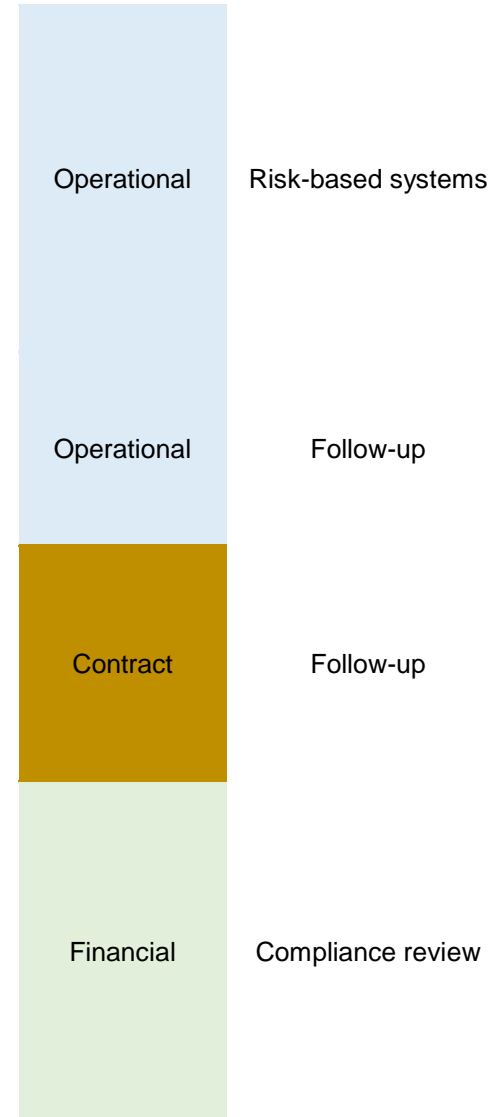 Operational Risk-based systems
Operational Follow-up
Contract Follow-up
Financial Compliance review